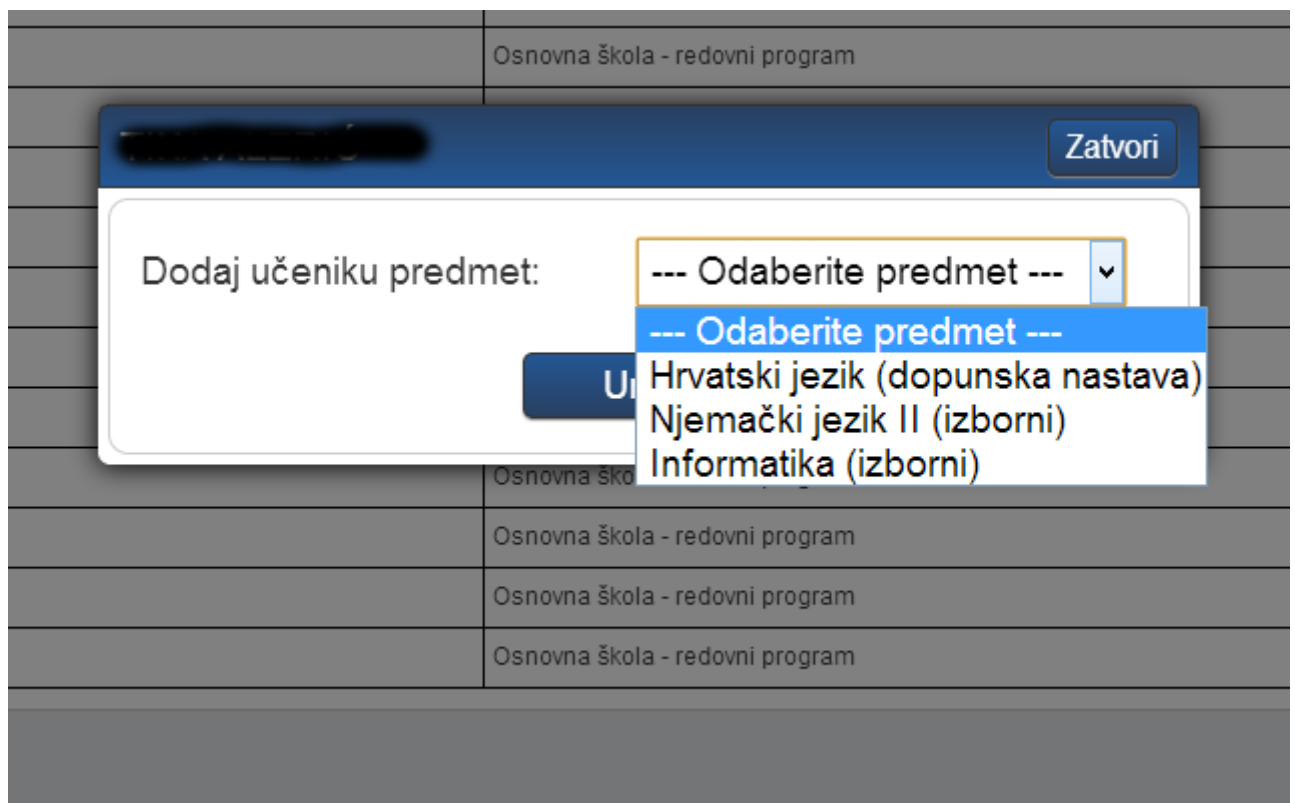 Osnovna škola - redovni program
Zatvori
Dodaj učeniku predmet:
--- Odaberite predmet ---
--- Odaberite predmet ---
Hrvatski jezik (dopunska nastava)
Njemački jezik II (izborni)
Informatika (izborni)
Osnovna škola - redovni program
Osnovna škola - redovni program
Osnovna škola - redovni program